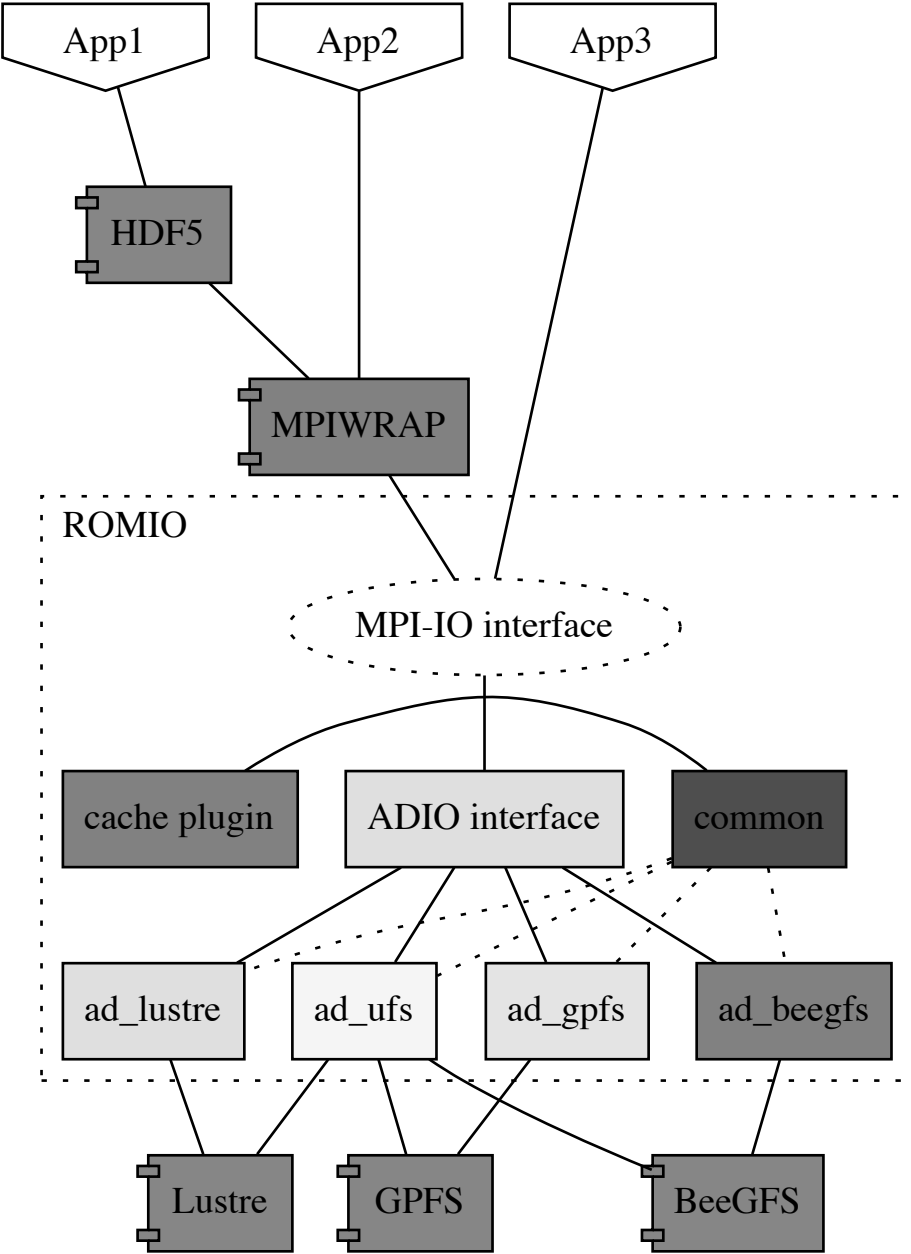 App1 App2 App3
HDF5
MPIWRAP
ROMIO
MPI-IO interface
cache plugin ADIO interface common
ad_lustre ad_ufs ad_gpfs ad_beegfs
Lustre GPFS BeeGFS